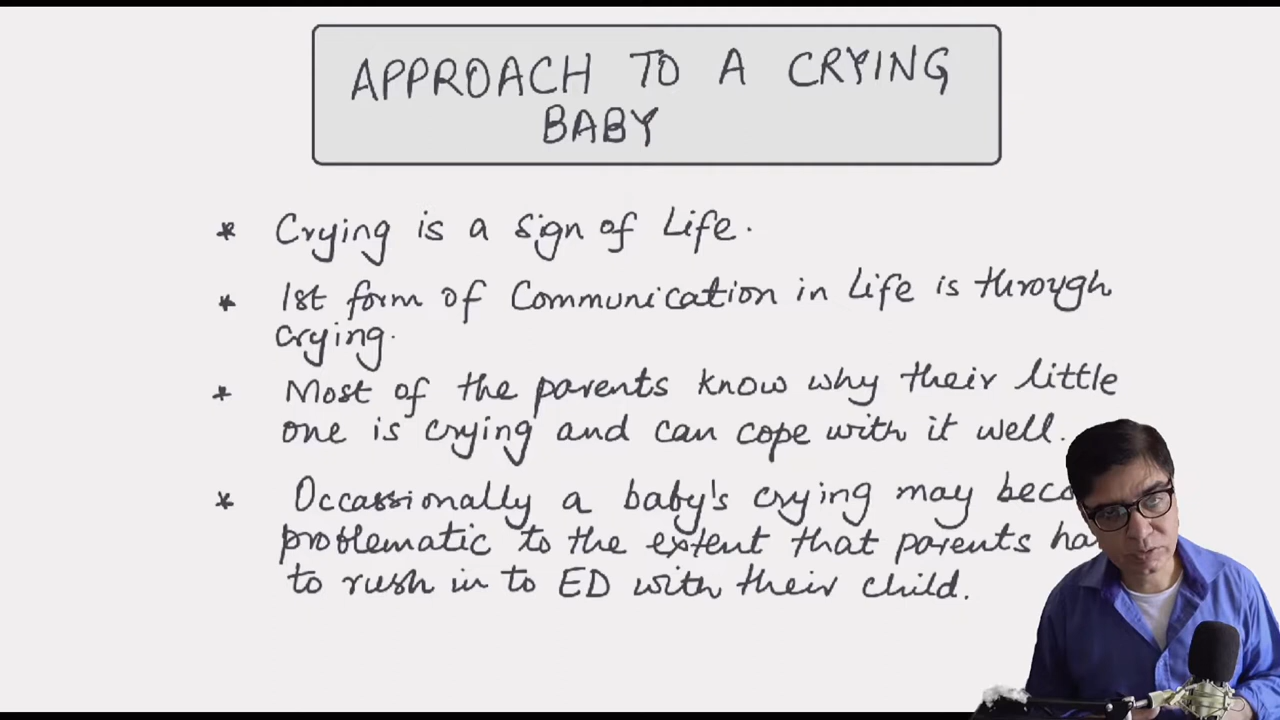 APPROACH TO A CRYING
BABY
* Crying is a sign of Life.
* 1st form of Communication in Life is through
crying.
* Most of the parents know why their little
one is crying and can cope with it well.
* Occassionally a baby's crying may beco
problematic to the extent that parents ha
to rush in to ED with their child.